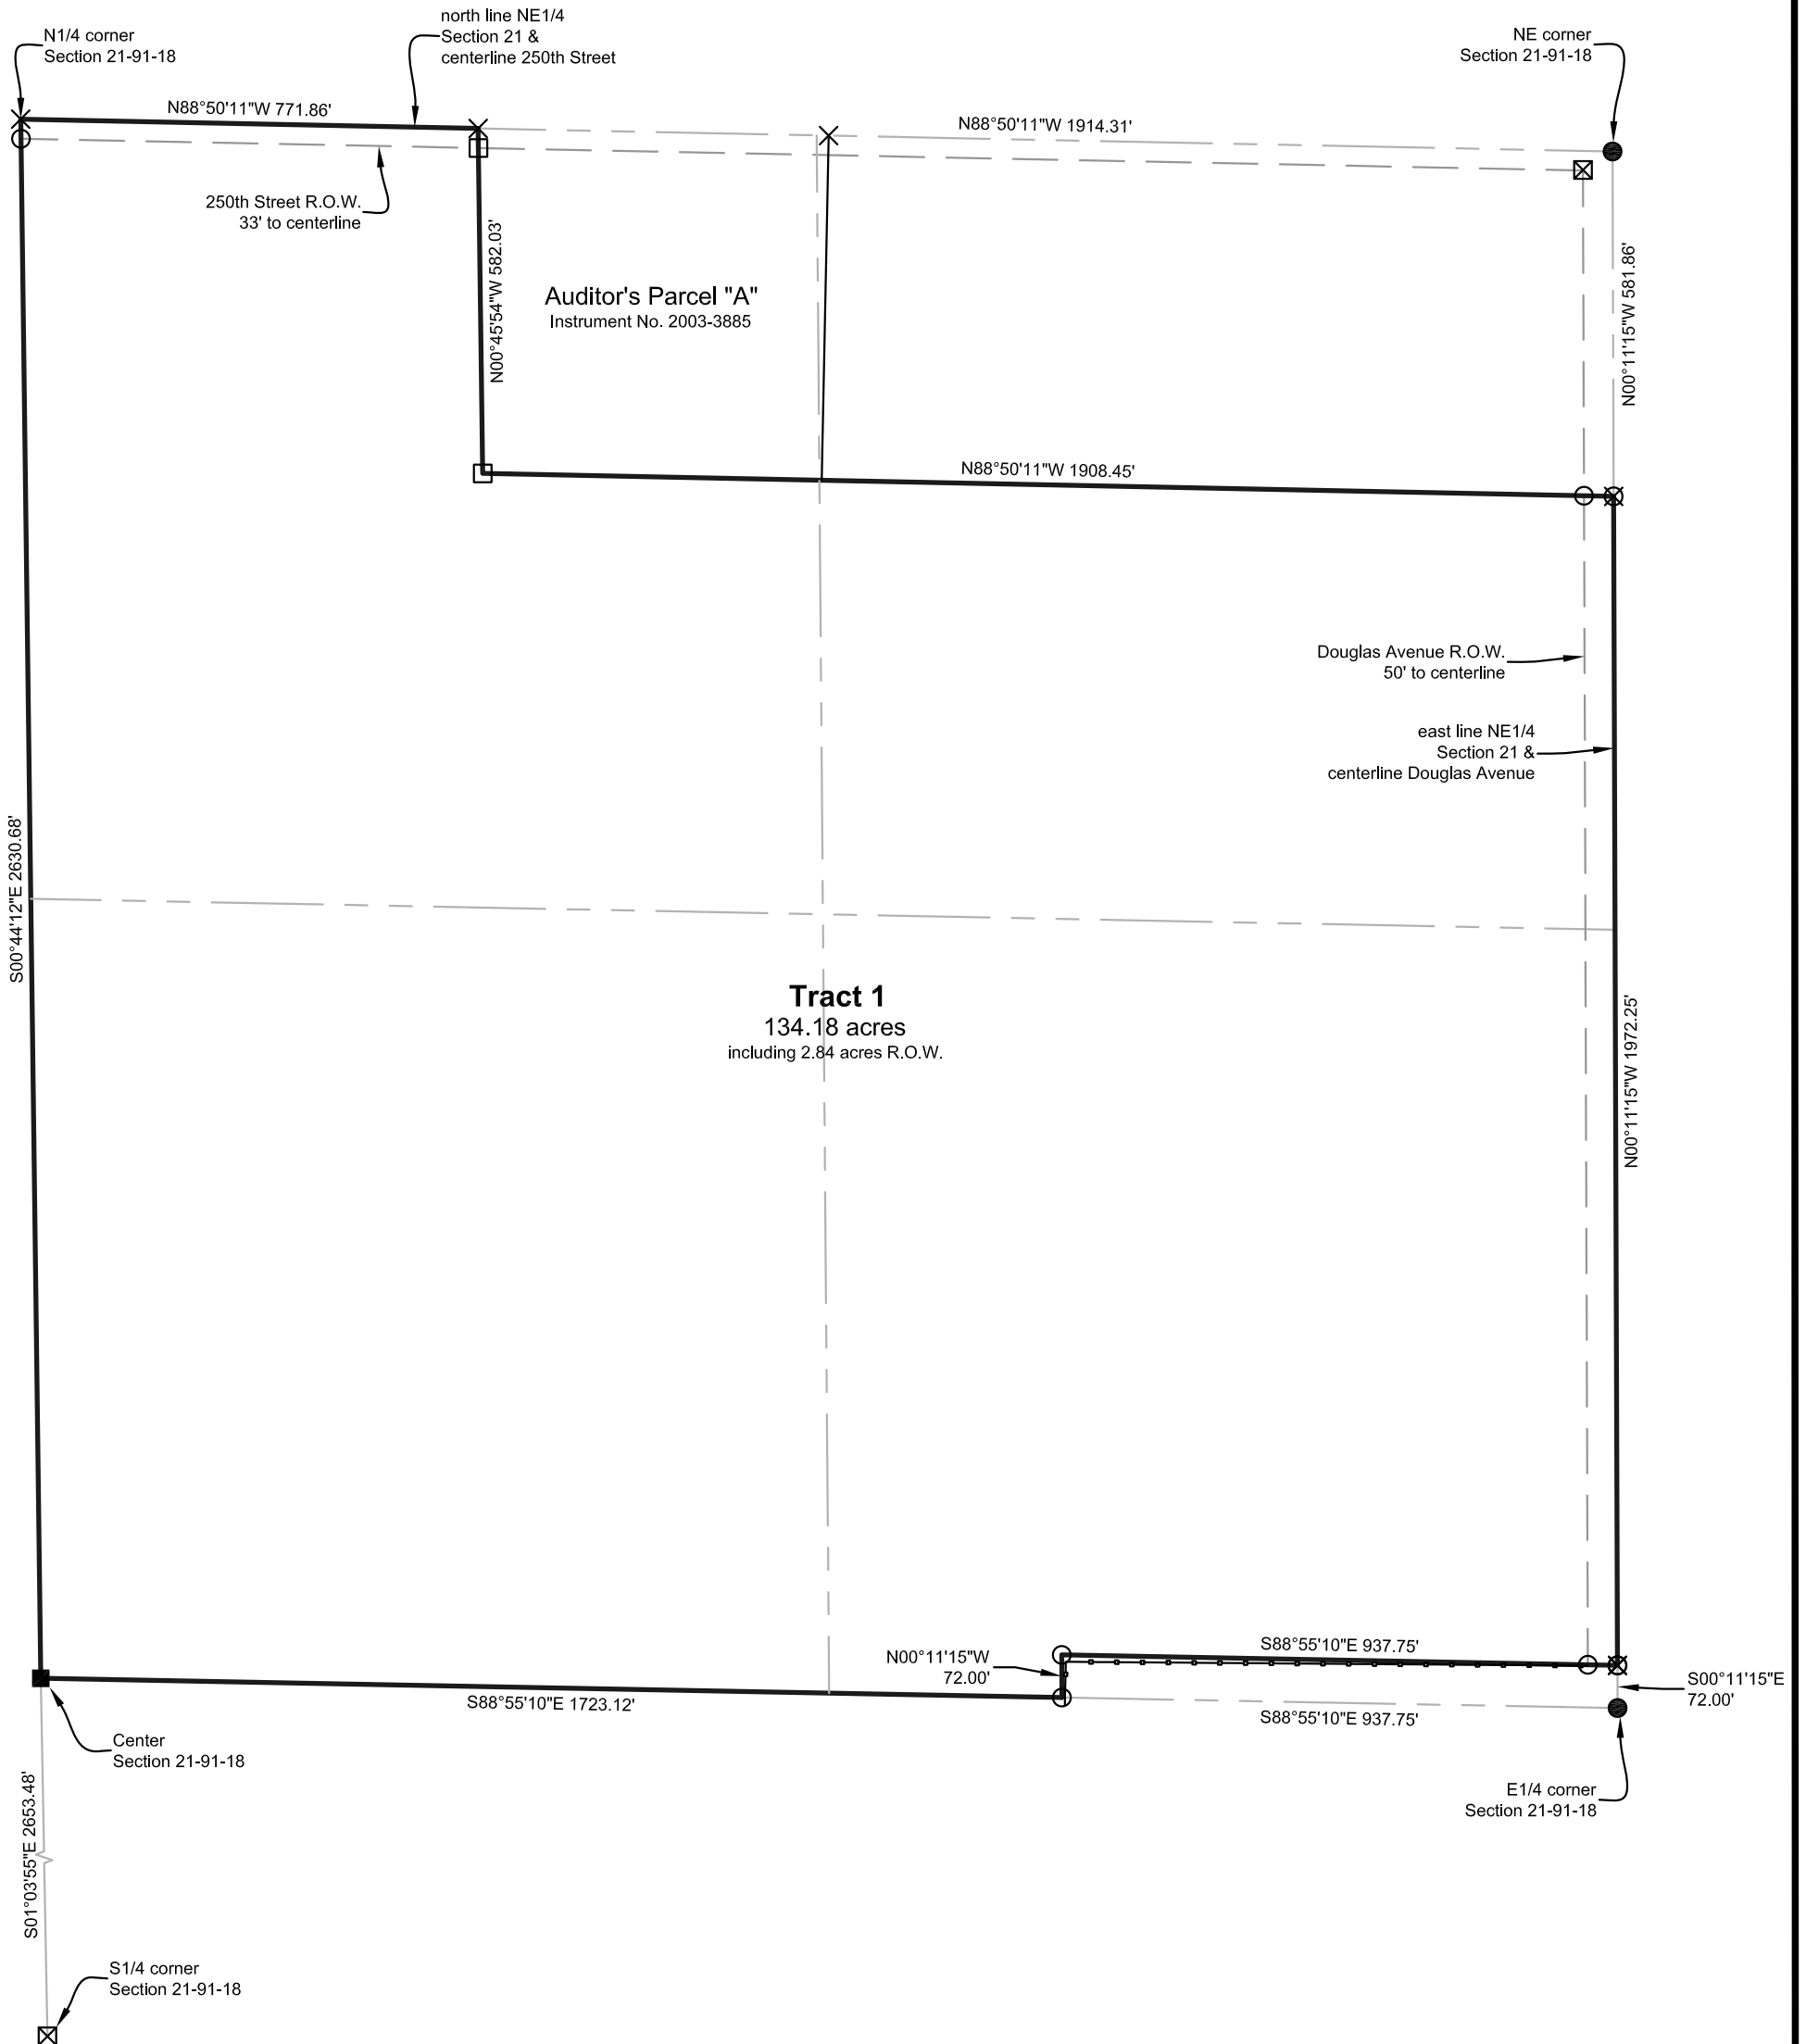 north line NE1/4
Section 21 &
centerline 250th Street
N1/4 corner
Section 21-91-18
NE corner
Section 21-91-18
N88°50'11"W 771.86'
N88°50'11"W 1914.31'
250th Street R.O.W.
33' to centerline
N00°45'54"W 582.03'
Auditor's Parcel "A"
Instrument No. 2003-3885
N00°11'15"W 581.86'
N88°50'11"W 1908.45'
Douglas Avenue R.O.W.
50' to centerline
east line NE1/4
Section 21 &
centerline Douglas Avenue
S00°44'12"E 2630.68'
Tract 1
134.18 acres
including 2.84 acres R.O.W.
N00°11'15"W 1972.25'
N00°11'15"W
72.00'
S88°55'10"E 937.75'
S00°11'15"E
72.00'
S88°55'10"E 1723.12'
S88°55'10"E 937.75'
Center
Section 21-91-18
E1/4 corner
Section 21-91-18
S01°03'55"E 2653.48'
S1/4 corner
Section 21-91-18